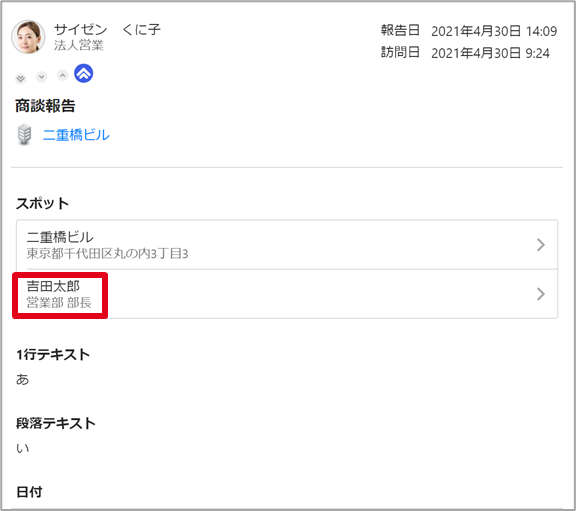 サイゼン　くに子
法人営業
報告日 2021年4月30日 14:09
訪問日 2021年4月30日 9:24
商談報告
二重橋ビル
スポット
二重橋ビル
東京都千代田区丸の内3丁目3
吉田太郎
営業部 部長
1行テキスト
あ
段落テキスト
い
日付